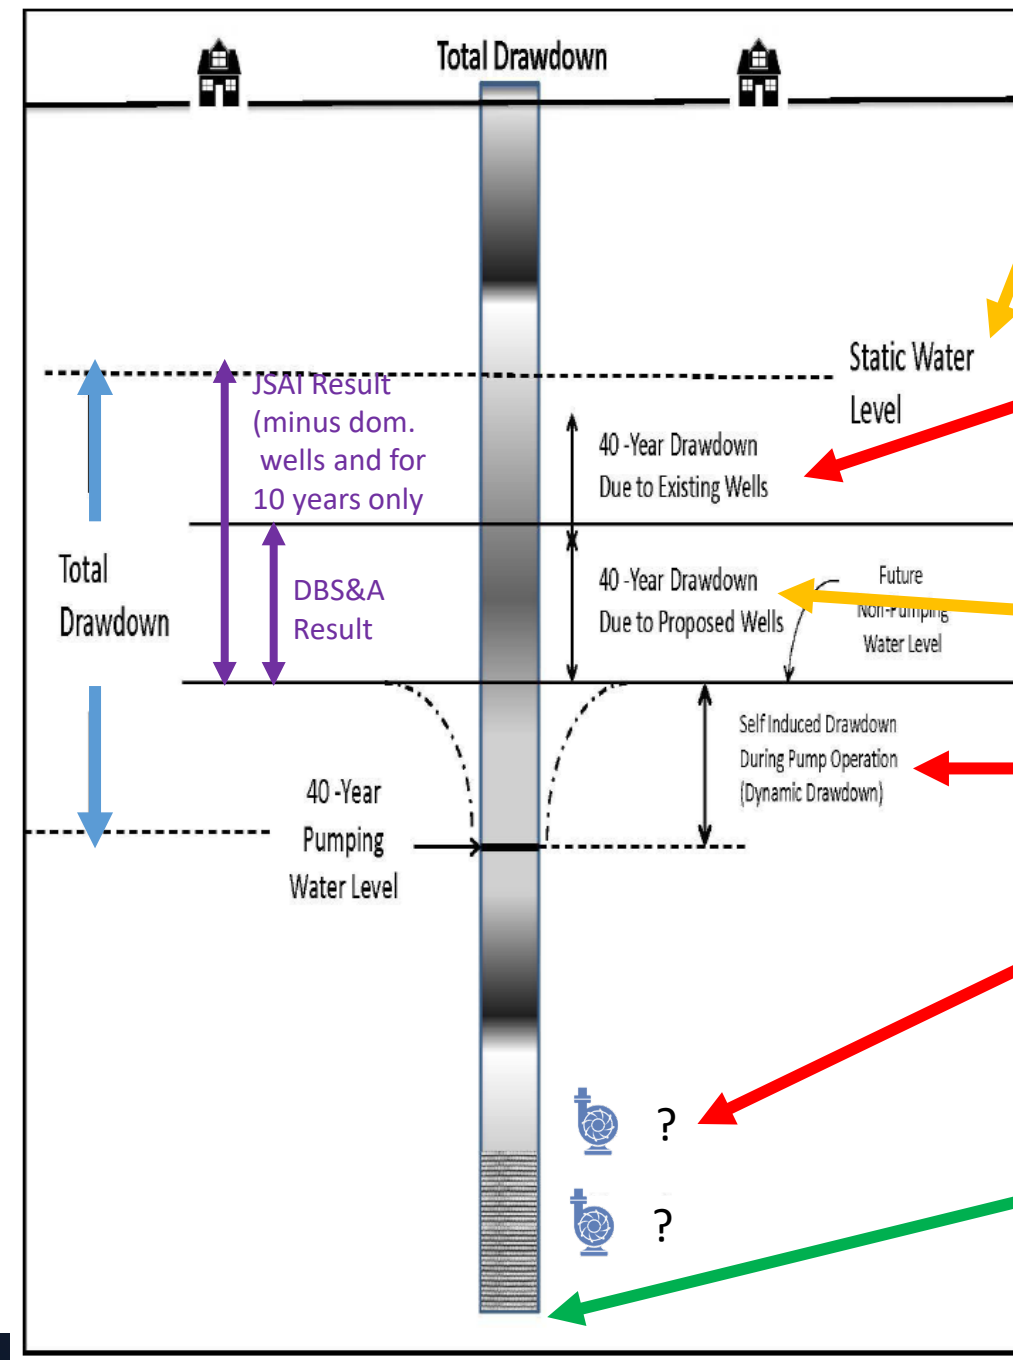 Total Drawdown
Static Water
Level
JSAI Result
(minus dom.
wells and for
10 years only
40 -Year Drawdown
Due to Existing Wells
Total
Drawdown
DBS&A
Result
40 -Year Drawdown
Due to Proposed Wells
Future
Non-Pumping
Water Level
Self Induced Drawdown
During Pump Operation
(Dynamic Drawdown)
40 -Year
Pumping
Water Level
?
?